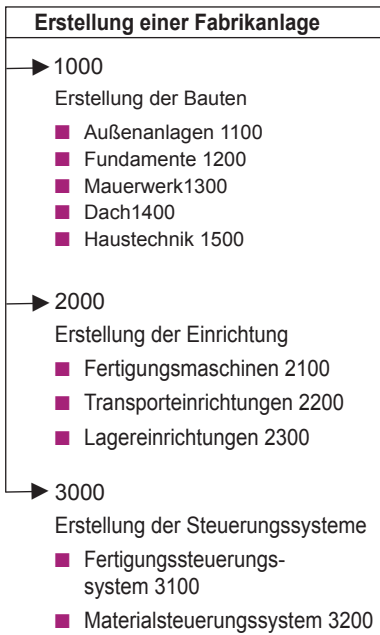 Erstellung einer Fabrikanlage
1000
Erstellung der Bauten
Außenanlagen 1100
Fundamente 1200
Mauerwerk1300
Dach1400
Haustechnik 1500
2000
Erstellung der Einrichtung
Fertigungsmaschinen 2100
Transporteinrichtungen 2200
Lagereinrichtungen 2300
3000
Erstellung der Steuerungssysteme
Fertigungssteuerungs-
system 3100
Materialsteuerungssystem 3200